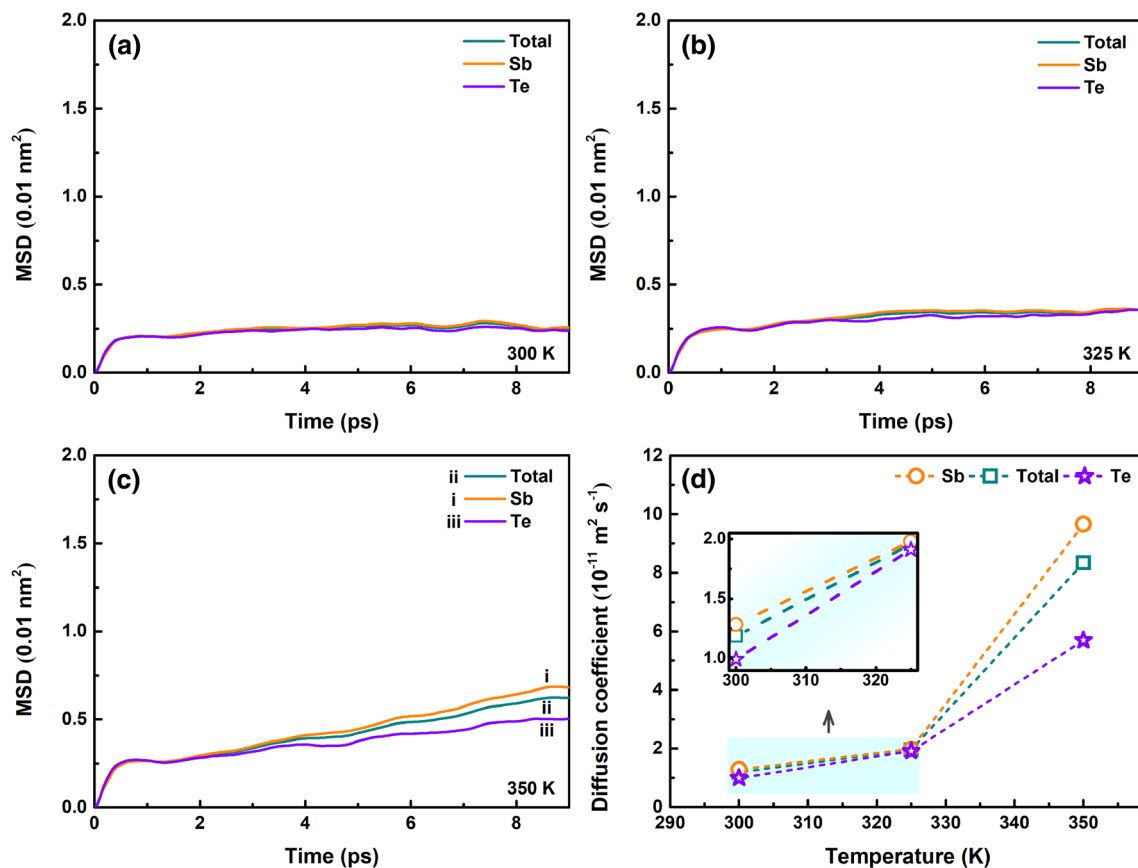 (a)
Total
Sb
Te
MSD (0.01 nm²)
2.0
1.5
1.0
0.5
0.0
0 2 4 6 8
300 K
Time (ps)
(b)
Total
Sb
Te
MSD (0.01 nm²)
2.0
1.5
1.0
0.5
0.0
0 2 4 6 8
325 K
Time (ps)
(c)
ii Total
i Sb
iii Te
MSD (0.01 nm²)
2.0
1.5
1.0
0.5
0.0
i
ii
iii
350 K
0 2 4 6 8
Time (ps)
(d)
Sb Total Te
Diffusion coefficient (10⁻¹¹ m² s⁻¹)
12
10
8
6
4
2
0
2.0
1.5
1.0
300 310 320
290 300 310 320 330 340 350
Temperature (K)